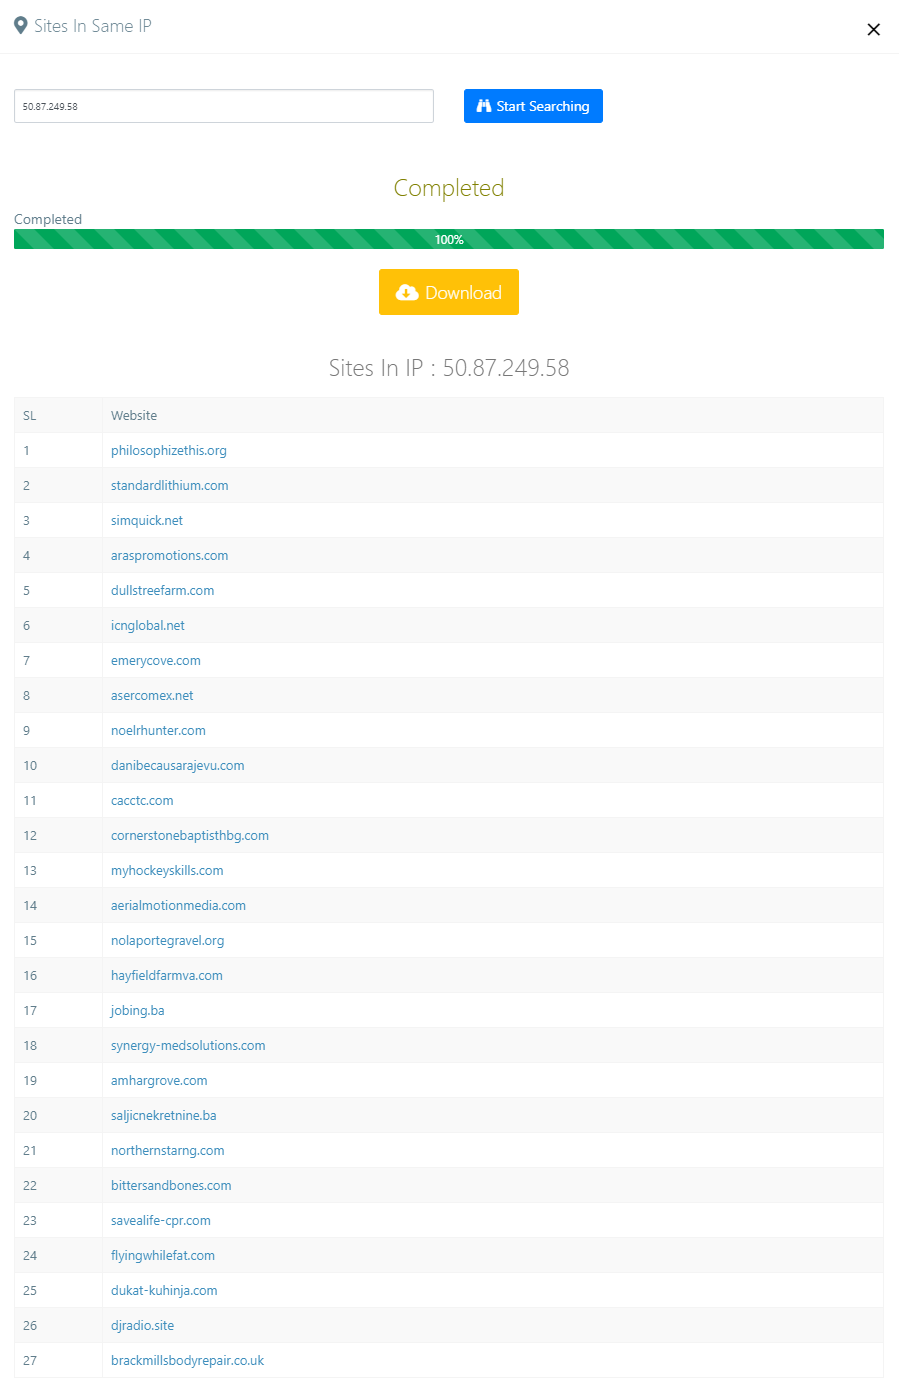 Sites In Same IP
50.87.249.58
Start Searching
Completed
Completed
100%
Download
Sites In IP : 50.87.249.58
SL Website
1 philosophizethis.org
2 standardlithium.com
3 simquick.net
4 araspromotions.com
5 dullstreefarm.com
6 icnglobal.net
7 emerycove.com
8 asercomex.net
9 noelrhunter.com
10 danibecausarajevu.com
11 cacctc.com
12 cornerstonebaptisthbg.com
13 myhockeyskills.com
14 aerialmotionmedia.com
15 nolaportegravel.org
16 hayfieldfarmva.com
17 jobing.ba
18 synergy-medsolutions.com
19 amhargrove.com
20 saljicnekretnine.ba
21 northernstarng.com
22 bittersandbones.com
23 savealife-cpr.com
24 flyingwhilefat.com
25 dukat-kuhinja.com
26 djradio.site
27 brackmillsbodyrepair.co.uk